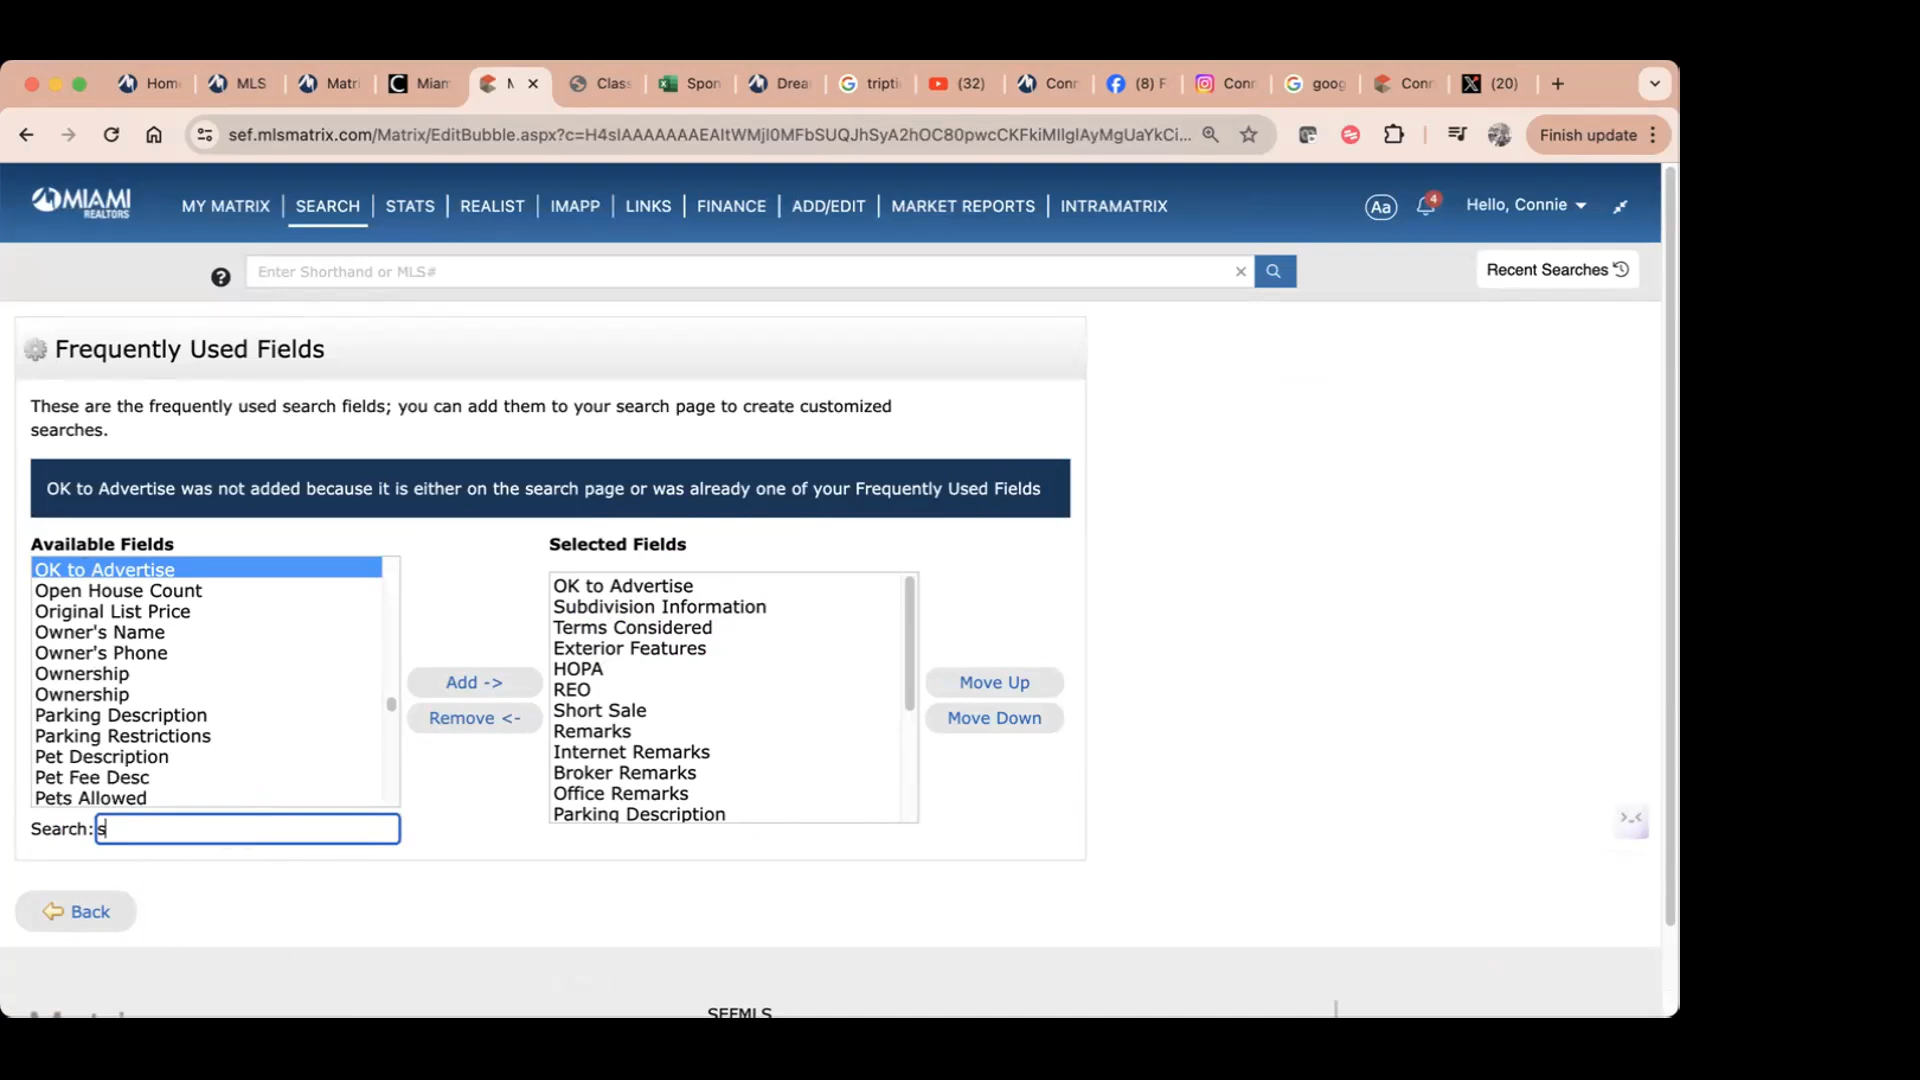 Hom
MLS
Matri
Miam
M
Class
Spon
Drea
tripti
(32)
Conn
(8) F
Conn
goog
Conn
(20)
sef.mlsmatrix.com/Matrix/EditBubble.aspx?c=
Finish update
MIAMI
REALTORS
MY MATRIX
SEARCH
STATS
REALIST
IMAPP
LINKS
FINANCE
ADD/EDIT
MARKET REPORTS
INTRAMATRIX
Aa
4
Hello, Connie
Enter Shorthand or MLS#
Recent Searches
Frequently Used Fields
These are the frequently used search fields; you can add them to your search page to create customized
searches.
OK to Advertise was not added because it is either on the search page or was already one of your Frequently Used Fields
Available Fields
OK to Advertise
Open House Count
Original List Price
Owner's Name
Owner's Phone
Ownership
Ownership
Parking Description
Parking Restrictions
Pet Description
Pet Fee Desc
Pets Allowed
Search: s
Add ->
Remove <-
Selected Fields
OK to Advertise
Subdivision Information
Terms Considered
Exterior Features
HOPA
REO
Short Sale
Remarks
Internet Remarks
Broker Remarks
Office Remarks
Parking Description
Move Up
Move Down
Back
SEFMLS